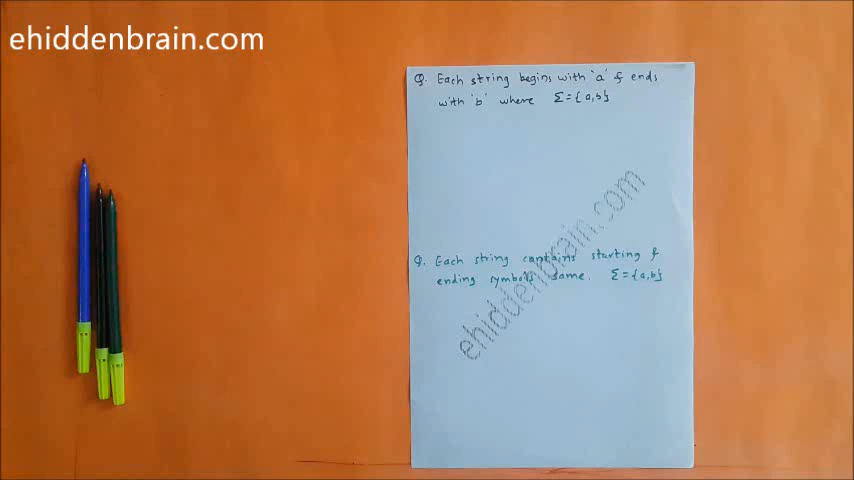 ehiddenbrain.com
Q. Each string begins with 'a' & ends
with 'b' where Σ={a,b}
ehiddenbrain.com
Q. Each string contains starting &
ending symbols same. Σ={a,b}